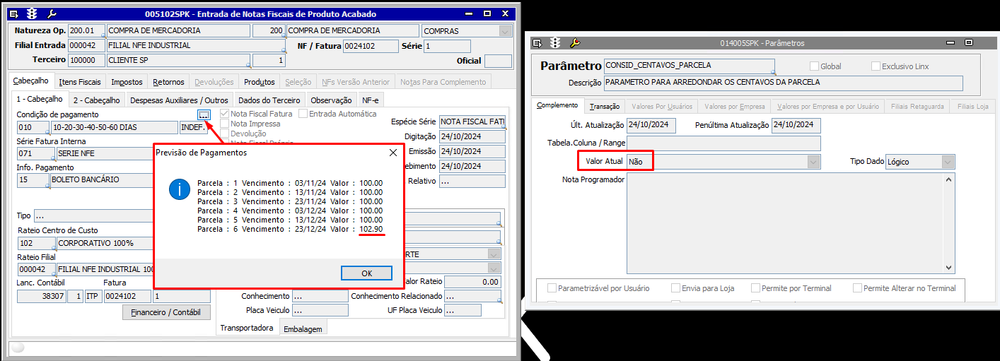 005102SPK - Entrada de Notas Fiscais de Produto Acabado
Natureza Op. 200.01 COMPRA DE MERCADORIA 200 COMPRA DE MERCADORIA COMPRAS
Filial Entrada 000042 FILIAL NFE INDUSTRIAL NF / Fatura 0024102 Série 1
Terceiro 100000 CLIENTE SP 1 Oficial
Cabeçalho Itens Fiscais Impostos Retornos Devoluções Produtos Seleção NFs Versão Anterior Notas Para Complemento
1 - Cabeçalho 2 - Cabeçalho Despesas Auxiliares / Outros Dados do Terceiro Observação NF-e
Condição de pagamento ... Nota Fiscal Fatura Entrada Automática
010 10-20-30-40-50-60 DIAS INDEF. Nota Impressa Espécie Série NOTA FISCAL FATU
Devolução Digitação 24/10/2024
Série Fatura Interna
071 SERIE NFE Emissão 24/10/2024
Info. Pagamento ebimento 24/10/2024
15 BOLETO BANCÁRIO Relativo ...
Previsão de Pagamentos
Parcela : 1 Vencimento : 03/11/24 Valor : 100.00
Parcela : 2 Vencimento : 13/11/24 Valor : 100.00
Parcela : 3 Vencimento : 23/11/24 Valor : 100.00
Parcela : 4 Vencimento : 03/12/24 Valor : 100.00
Parcela : 5 Vencimento : 13/12/24 Valor : 100.00
Parcela : 6 Vencimento : 23/12/24 Valor : 102.90
OK
Tipo ...
Rateio Centro de Custo
102 CORPORATIVO 100% RTE
Rateio Filial
000042 FILIAL NFE INDUSTRIAL 100
Lanc. Contábil Fatura alor Rateio 0.00
38307 1 ITP 0024102 1 Conhecimento ... Conhecimento Relacionado ...
Financeiro / Contábil Placa Veiculo ... UF Placa Veiculo ...
Transportadora Embalagem
014005SPK - Parâmetros
Parâmetro CONSID_CENTAVOS_PARCELA Global Exclusivo Linx
Descrição PARAMETRO PARA ARREDONDAR OS CENTAVOS DA PARCELA
Complemento Transação Valores Por Usuários Valores por Empresa Valores por Empresa e por Usuário Filiais Retaguarda Filiais Loja
Últ. Atualização 24/10/2024 Penúltima Atualização 24/10/2024
Tabela.Coluna / Range
Valor Atual Não Tipo Dado Lógico
Nota Programador
Parametrizável por Usuário Envia para Loja Permite por Terminal Permite Alterar no Terminal